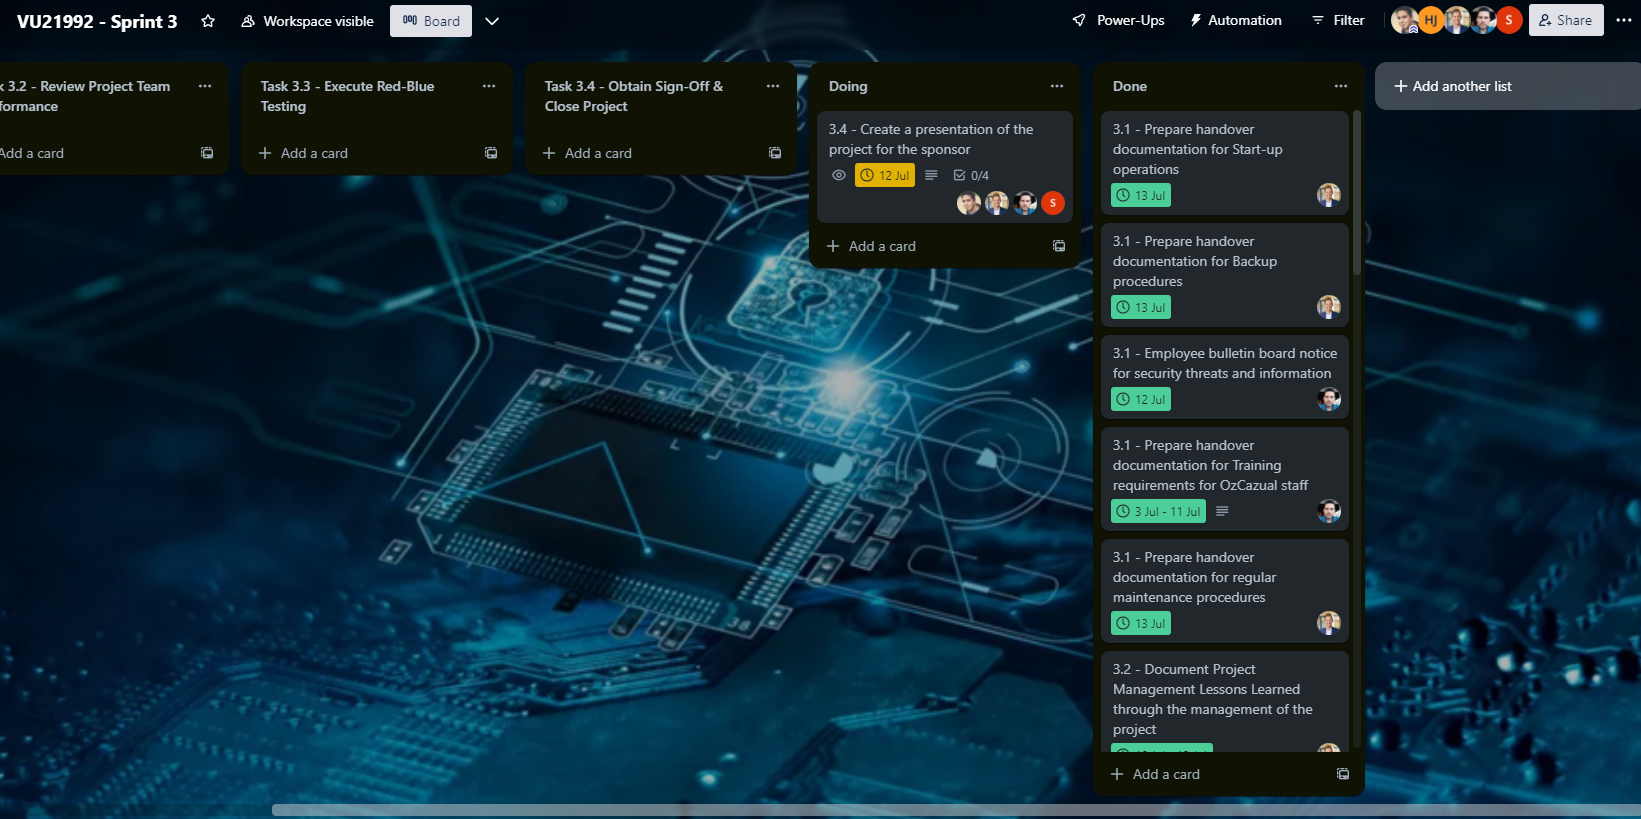 VU21992 - Sprint 3
Workspace visible
Board
Power-Ups
Automation
Filter
HJ
S
Share
3.2 - Review Project Team
Add a card
Task 3.3 - Execute Red-Blue
Testing
Add a card
Task 3.4 - Obtain Sign-Off &
Close Project
Add a card
Doing
3.4 - Create a presentation of the
project for the sponsor
12 Jul
0/4
S
Add a card
Done
3.1 - Prepare handover
documentation for Start-up
operations
13 Jul
3.1 - Prepare handover
documentation for Backup
procedures
13 Jul
3.1 - Employee bulletin board notice
for security threats and information
12 Jul
3.1 - Prepare handover
documentation for Training
requirements for OzCazual staff
3 Jul - 11 Jul
3.1 - Prepare handover
documentation for regular
maintenance procedures
13 Jul
3.2 - Document Project
Management Lessons Learned
through the management of the
project
Add a card
Add another list